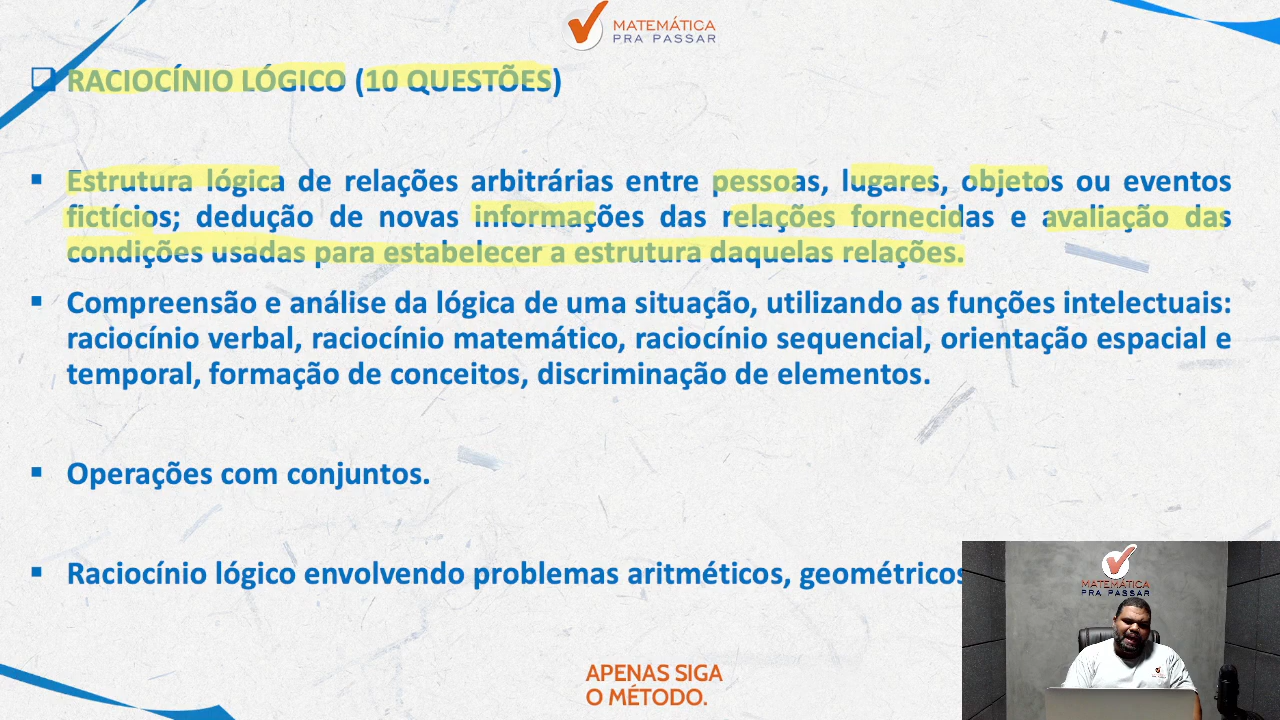 MATEMÁTICA
PRA PASSAR
RACIOCÍNIO LÓGICO (10 QUESTÕES)
Estrutura lógica de relações arbitrárias entre pessoas, lugares, objetos ou eventos
fictícios; dedução de novas informações das relações fornecidas e avaliação das
condições usadas para estabelecer a estrutura daquelas relações.
Compreensão e análise da lógica de uma situação, utilizando as funções intelectuais:
raciocínio verbal, raciocínio matemático, raciocínio sequencial, orientação espacial e
temporal, formação de conceitos, discriminação de elementos.
Operações com conjuntos.
Raciocínio lógico envolvendo problemas aritméticos, geométricos
MATEMÁTICA
PRA PASSAR
APENAS SIGA
O MÉTODO.